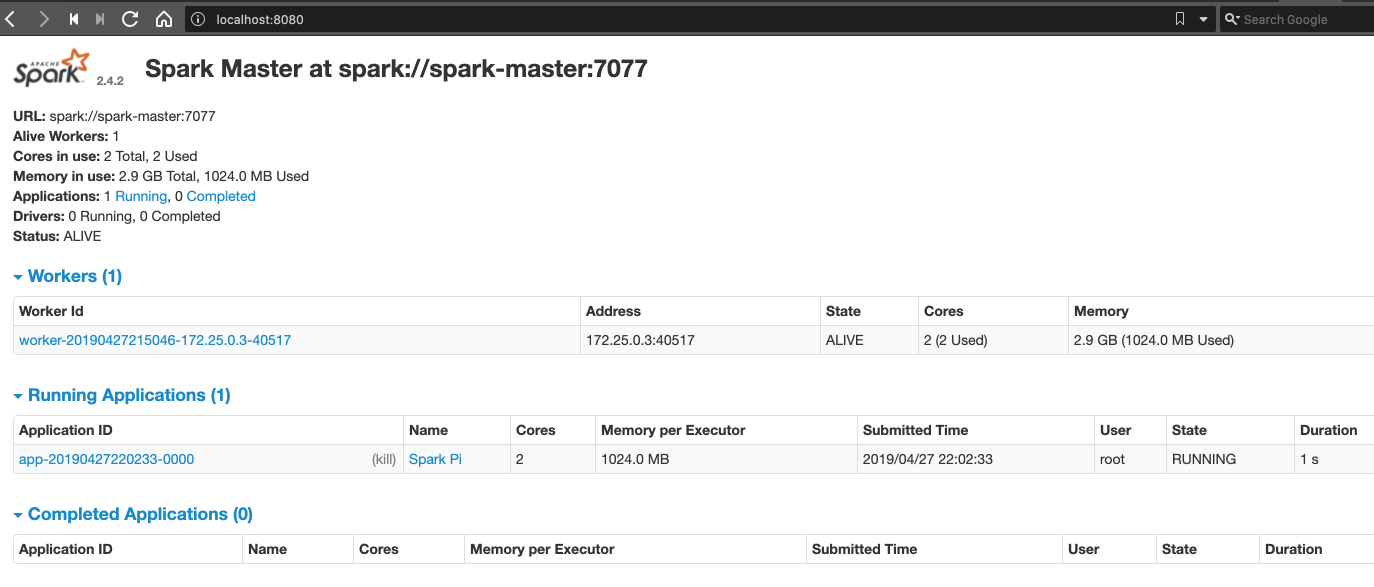 localhost:8080
Search Google
APACHE
Spark 2.4.2 Spark Master at spark://spark-master:7077
URL: spark://spark-master:7077
Alive Workers: 1
Cores in use: 2 Total, 2 Used
Memory in use: 2.9 GB Total, 1024.0 MB Used
Applications: 1 Running, 0 Completed
Drivers: 0 Running, 0 Completed
Status: ALIVE
Workers (1)
Worker Id Address State Cores Memory
worker-20190427215046-172.25.0.3-40517 172.25.0.3:40517 ALIVE 2 (2 Used) 2.9 GB (1024.0 MB Used)
Running Applications (1)
Application ID Name Cores Memory per Executor Submitted Time User State Duration
app-20190427220233-0000 (kill) Spark Pi 2 1024.0 MB 2019/04/27 22:02:33 root RUNNING 1 s
Completed Applications (0)
Application ID Name Cores Memory per Executor Submitted Time User State Duration